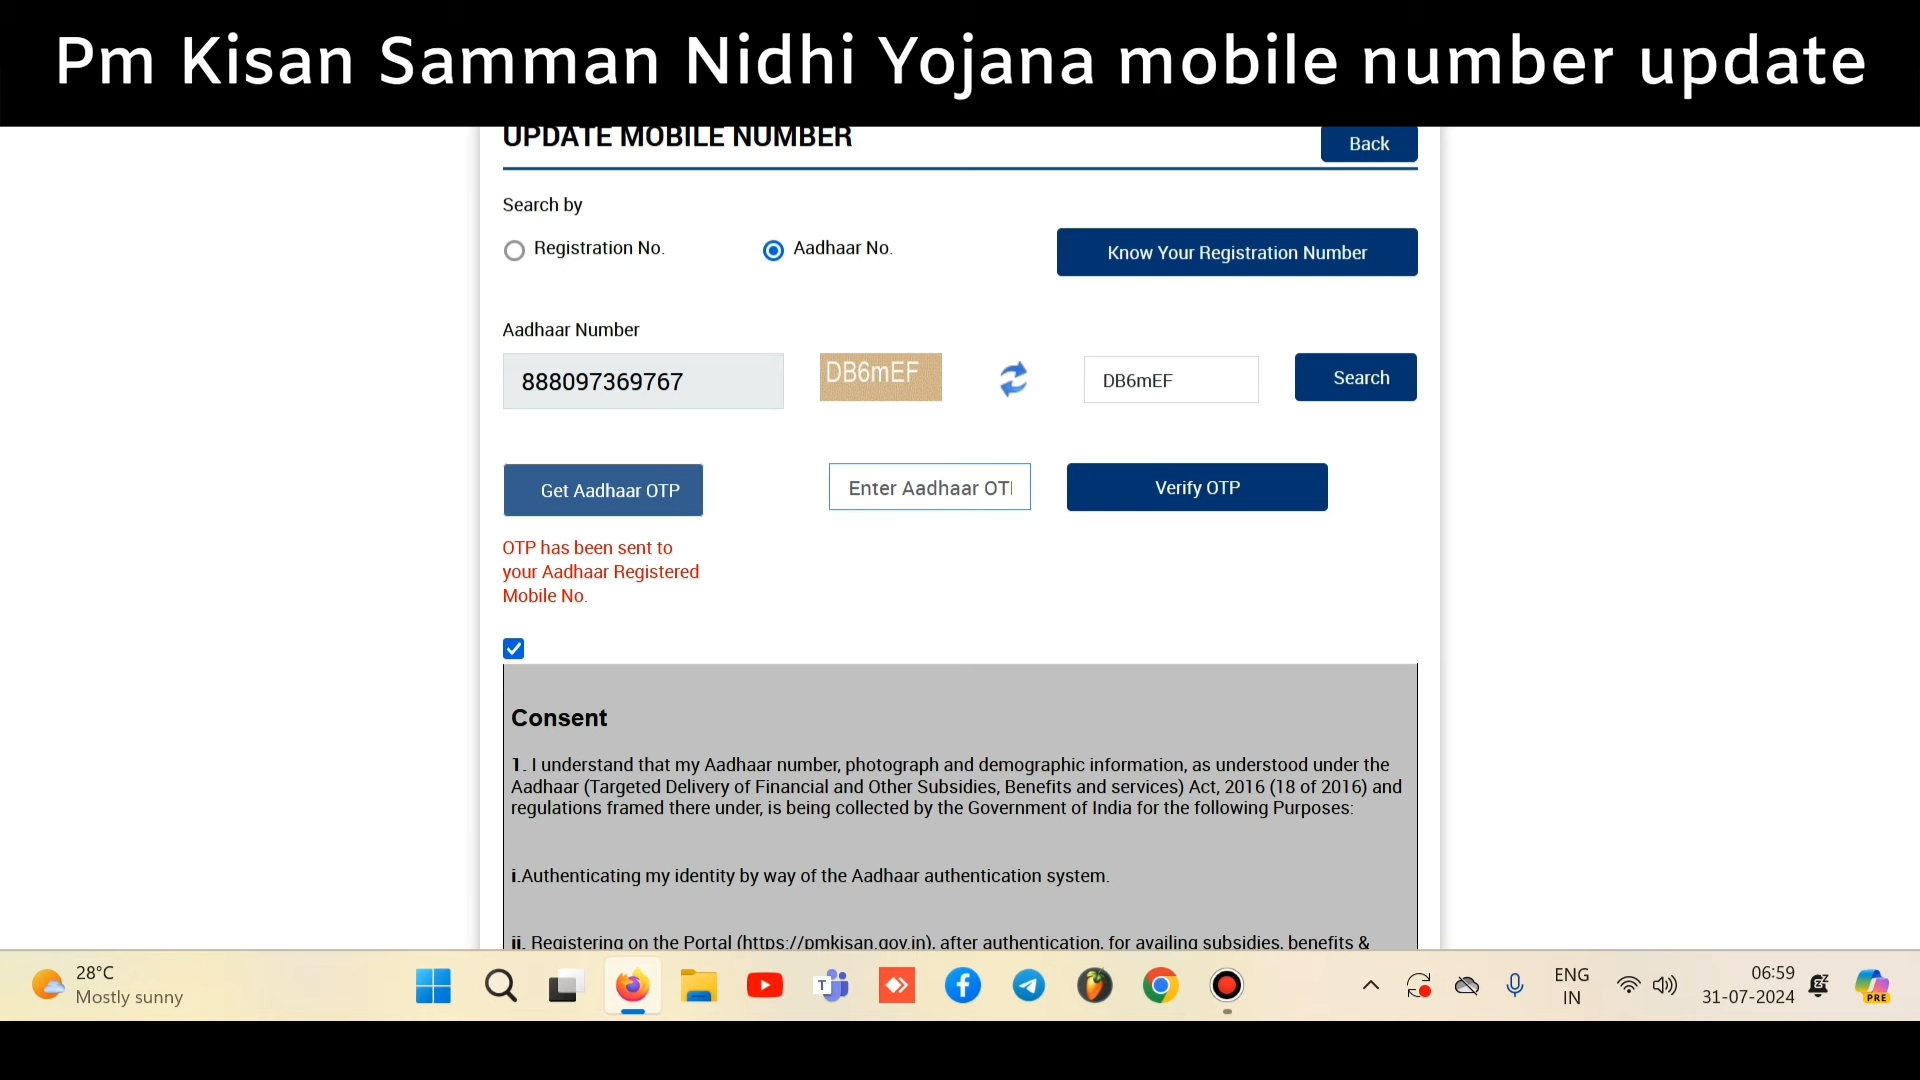 Pm Kisan Samman Nidhi Yojana mobile number update
UPDATE MOBILE NUMBER
Back
Search by
Registration No.
Aadhaar No.
Know Your Registration Number
Aadhaar Number
888097369767
DB6mEF
DB6mEF
Search
Get Aadhaar OTP
Enter Aadhaar OT
Verify OTP
OTP has been sent to
your Aadhaar Registered
Mobile No.
Consent
1. I understand that my Aadhaar number, photograph and demographic information, as understood under the
Aadhaar (Targeted Delivery of Financial and Other Subsidies, Benefits and services) Act, 2016 (18 of 2016) and
regulations framed there under, is being collected by the Government of India for the following Purposes:
i.Authenticating my identity by way of the Aadhaar authentication system.
ii. Registering on the Portal (https://pmkisan.gov.in), after authentication, for availing subsidies, benefits &
28°C
Mostly sunny
T
ENG
IN
06:59
31-07-2024
PRE